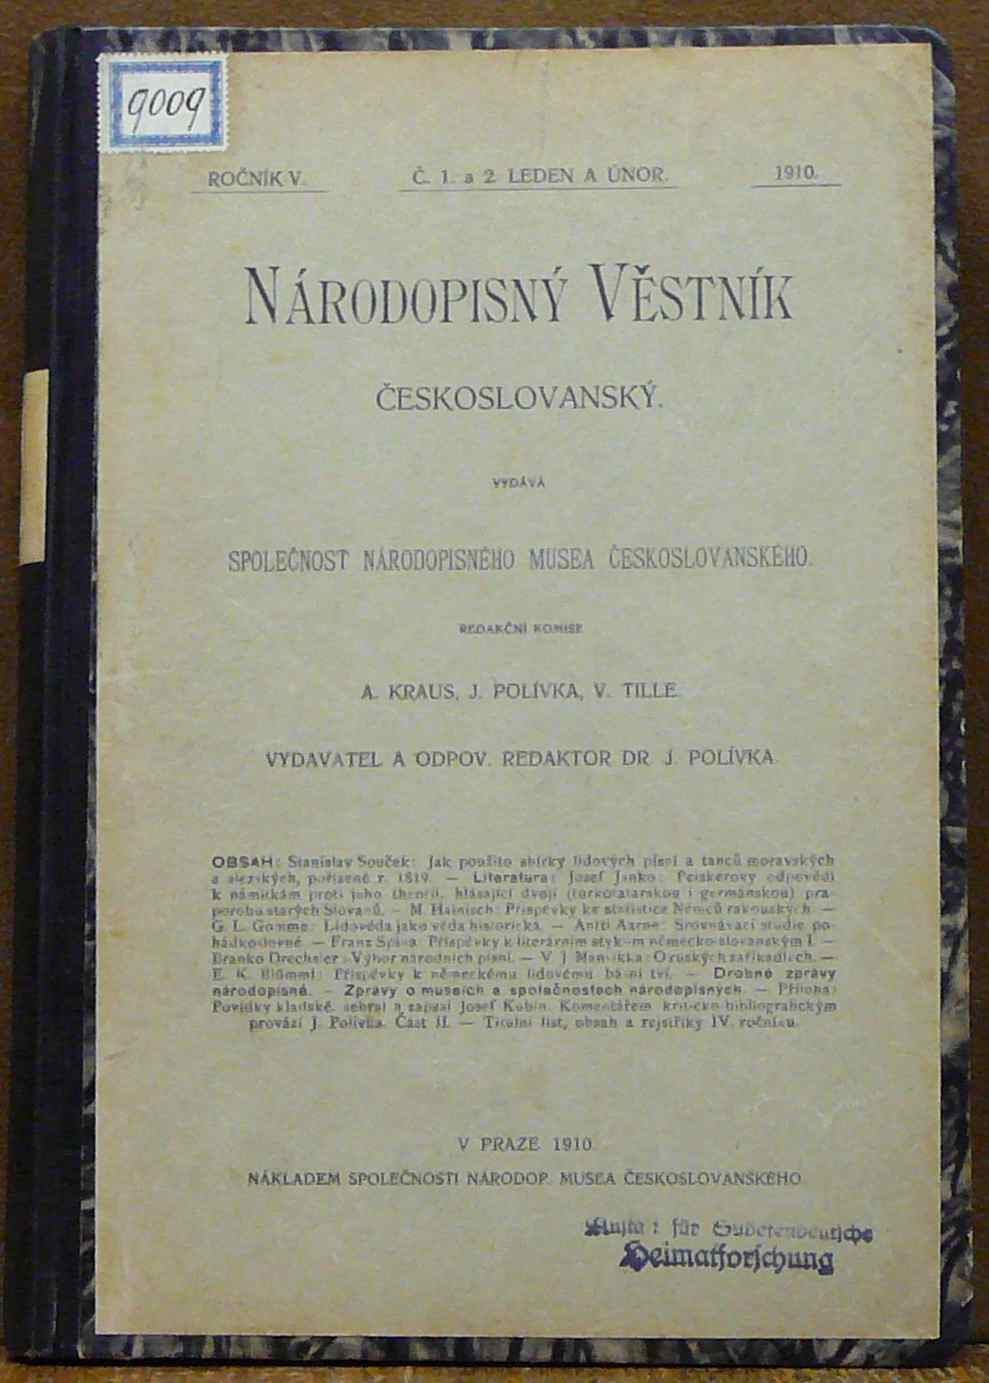 9009
ROČNÍK V. Č. 1. a 2. LEDEN A ÚNOR. 1910.
NÁRODOPISNÝ VĚSTNÍK
ČESKOSLOVANSKÝ.
VYDÁVÁ
SPOLEČNOST NÁRODOPISNÉHO MUSEA ČESKOSLOVANSKÉHO.
REDAKČNÍ KOMISE
A. KRAUS, J. POLÍVKA, V. TILLE.
VYDAVATEL A ODPOV. REDAKTOR DR. J. POLÍVKA.
OBSAH: Stanislav Souček: Jak použito sbírky lidových písní a tanců moravských
a slezských, pořízené r. 1819. — Literatura: Josef Janko: Peiskerovy odpovědi
k námitkám proti jeho theorii, hlásající dvojí (turkotatarskou i germánskou) pra-
porobu starých Slovanů. — M. Hainisch: Příspěvky ke statistice Němců rakouských. —
G. L. Gomme: Lidověda jako věda historická. — Antti Aarne: Srovnávací studie po-
hádkoslovné. — Franz Spina: Příspěvky k literárním stykům německo-slovanským I. —
Branko Drechsler: Výbor národních písní. — V. J. Mansikka: O ruských zaříkadlech. —
E. K. Blümml: Příspěvky k německému lidovému básnictví. — Drobné zprávy
národopisné. — Zprávy o museích a společnostech národopisných. — Příloha:
Povídky kladské, sebral a zapsal Josef Kubín. Komentářem kriticko-bibliografickým
provází J. Polívka. Část II. — Titulní list, obsah a rejstříky IV. ročníku.
V PRAZE 1910.
NÁKLADEM SPOLEČNOSTI NÁRODOP. MUSEA ČESKOSLOVANSKÉHO
für Sudetendeutsche
Heimatforschung